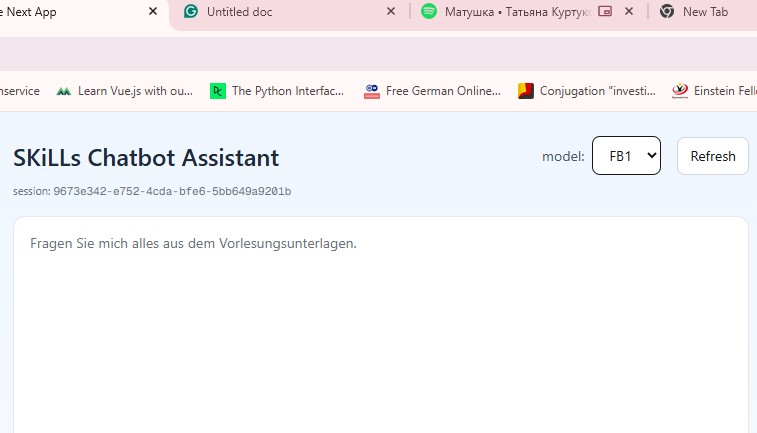 e Next App
Untitled doc
Матушка • Татьяна Куртук
New Tab
nservice
Learn Vue.js with ou...
The Python Interfac...
Free German Online...
Conjugation "investi...
Einstein Fell
SKiLLs Chatbot Assistant
model: FB1 Refresh
session: 9673e342-e752-4cda-bfe6-5bb649a9201b
Fragen Sie mich alles aus dem Vorlesungsunterlagen.